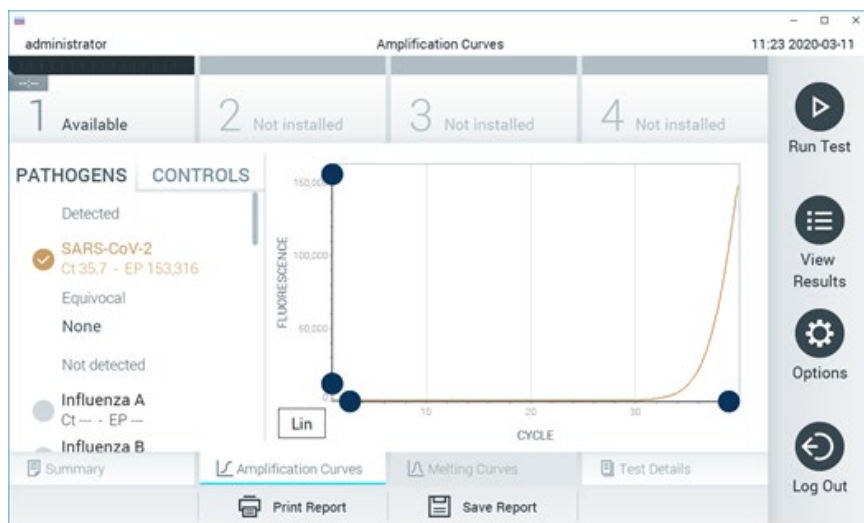 administrator
Amplification Curves
11:23 2020-03-11
--:--
1 Available
2 Not installed
3 Not installed
4 Not installed
Run Test
PATHOGENS
CONTROLS
Detected
SARS-CoV-2
Ct 35.7 - EP 153,316
Equivocal
None
Not detected
Influenza A
Ct --- - EP ---
Influenza B
150,000
100,000
50,000
0
FLUORESCENCE
10
20
30
CYCLE
Lin
View
Results
Options
Log Out
Summary
Amplification Curves
Melting Curves
Test Details
Print Report
Save Report